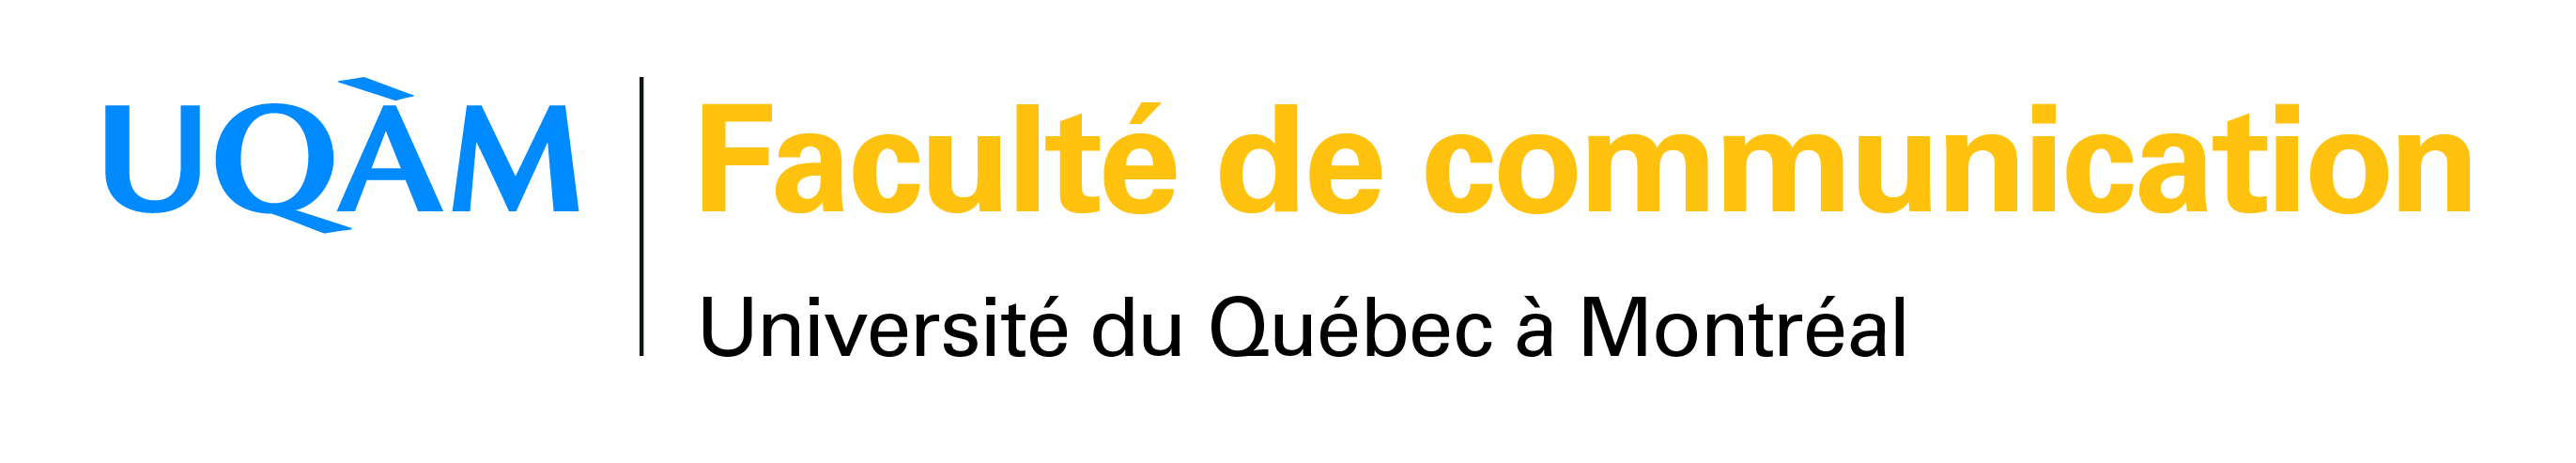 UQÀM
Faculté de communication
Université du Québec à Montréal